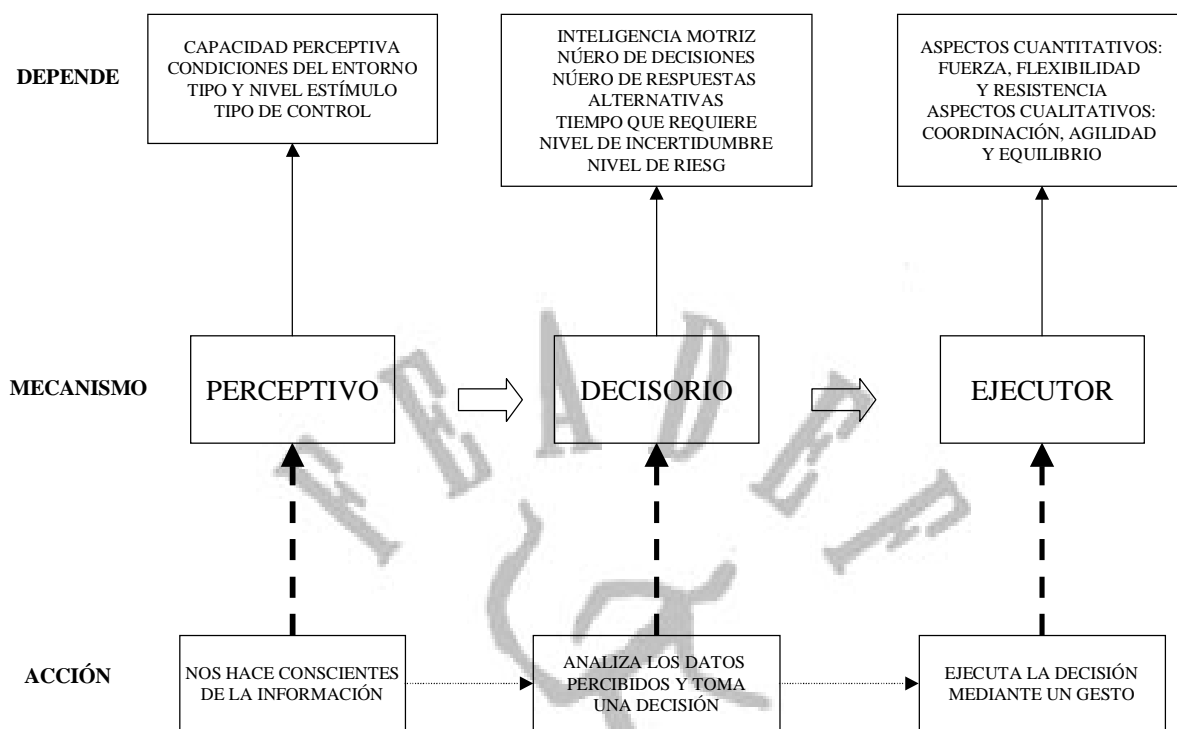 DEPENDE
CAPACIDAD PERCEPTIVA
CONDICIONES DEL ENTORNO
TIPO Y NIVEL ESTÍMULO
TIPO DE CONTROL
INTELIGENCIA MOTRIZ
NÚERO DE DECISIONES
NÚERO DE RESPUESTAS
ALTERNATIVAS
TIEMPO QUE REQUIERE
NIVEL DE INCERTIDUMBRE
NIVEL DE RIESG
ASPECTOS CUANTITATIVOS:
FUERZA, FLEXIBILIDAD
Y RESISTENCIA
ASPECTOS CUALITATIVOS:
COORDINACIÓN, AGILIDAD
Y EQUILIBRIO
MECANISMO
PERCEPTIVO
DECISORIO
EJECUTOR
FEADEF
ACCIÓN
NOS HACE CONSCIENTES
DE LA INFORMACIÓN
ANALIZA LOS DATOS
PERCIBIDOS Y TOMA
UNA DECISIÓN
EJECUTA LA DECISIÓN
MEDIANTE UN GESTO